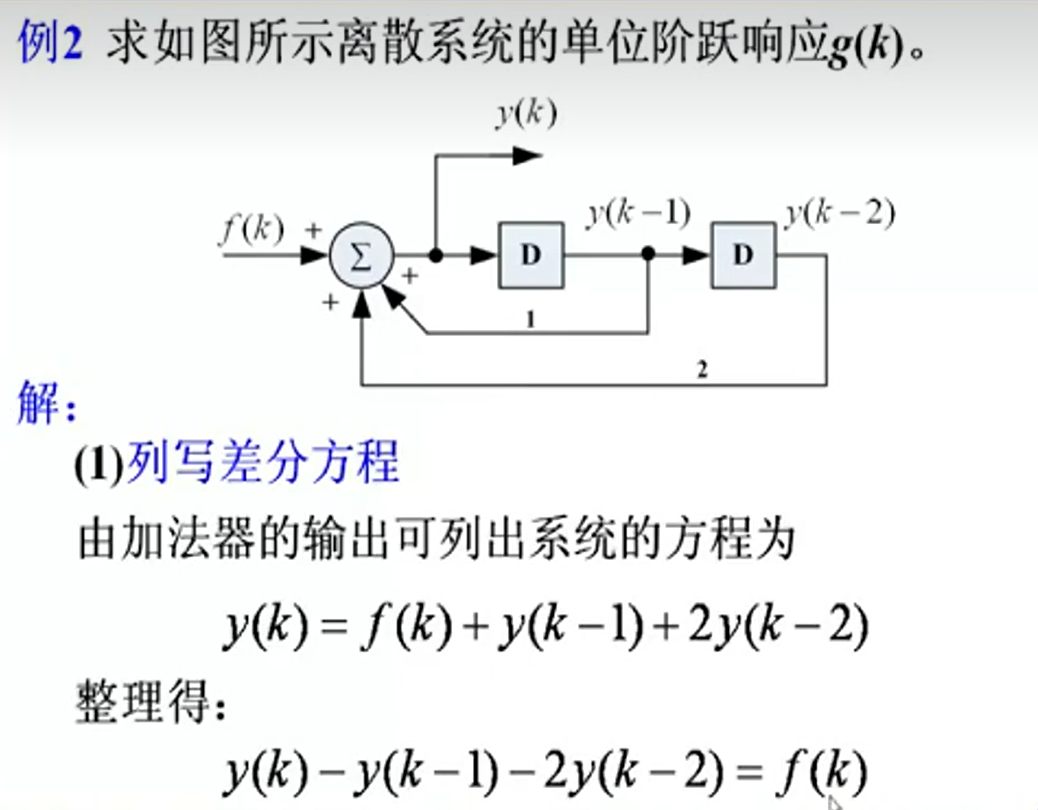 例2 求如图所示离散系统的单位阶跃响应g(k)。
y(k)
f(k) + Σ + D y(k−1) D y(k−2)
+
1
2
解：
(1)列写差分方程
由加法器的输出可列出系统的方程为
y(k) = f(k) + y(k−1) + 2y(k−2)
整理得：
y(k) − y(k−1) − 2y(k−2) = f(k)